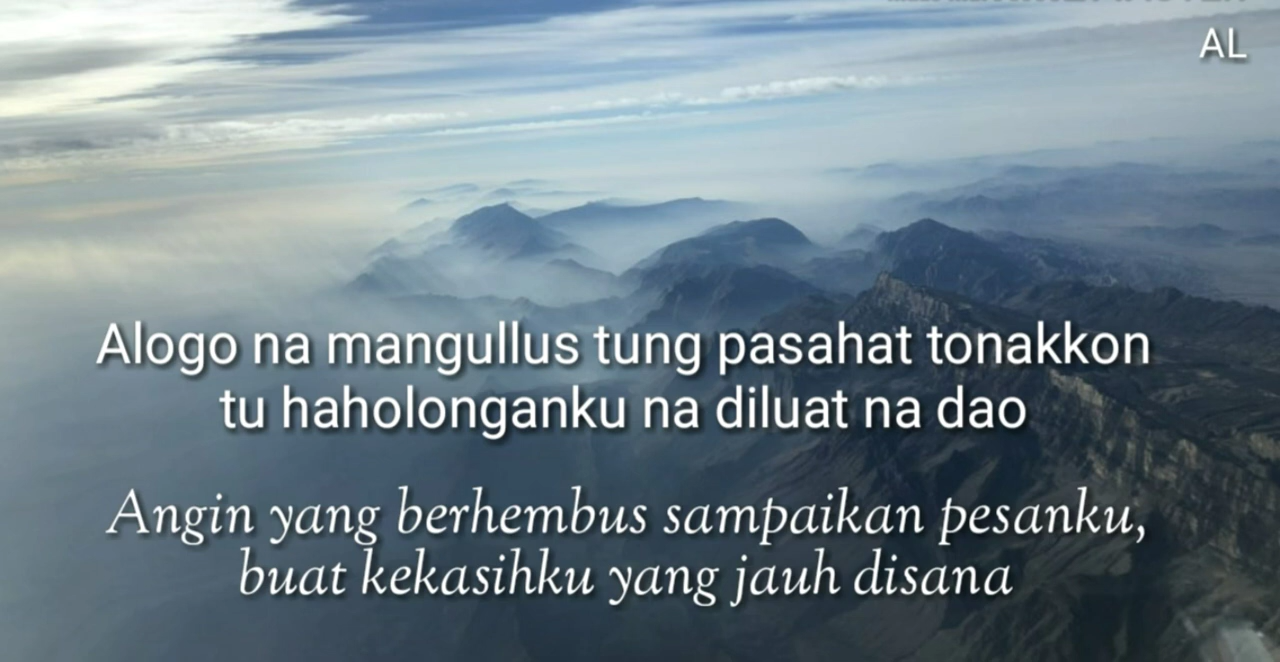 AL
Alogo na mangullus tung pasahat tonakkon
tu haholonganku na diluat na dao
Angin yang berhembus sampaikan pesanku,
buat kekasihku yang jauh disana